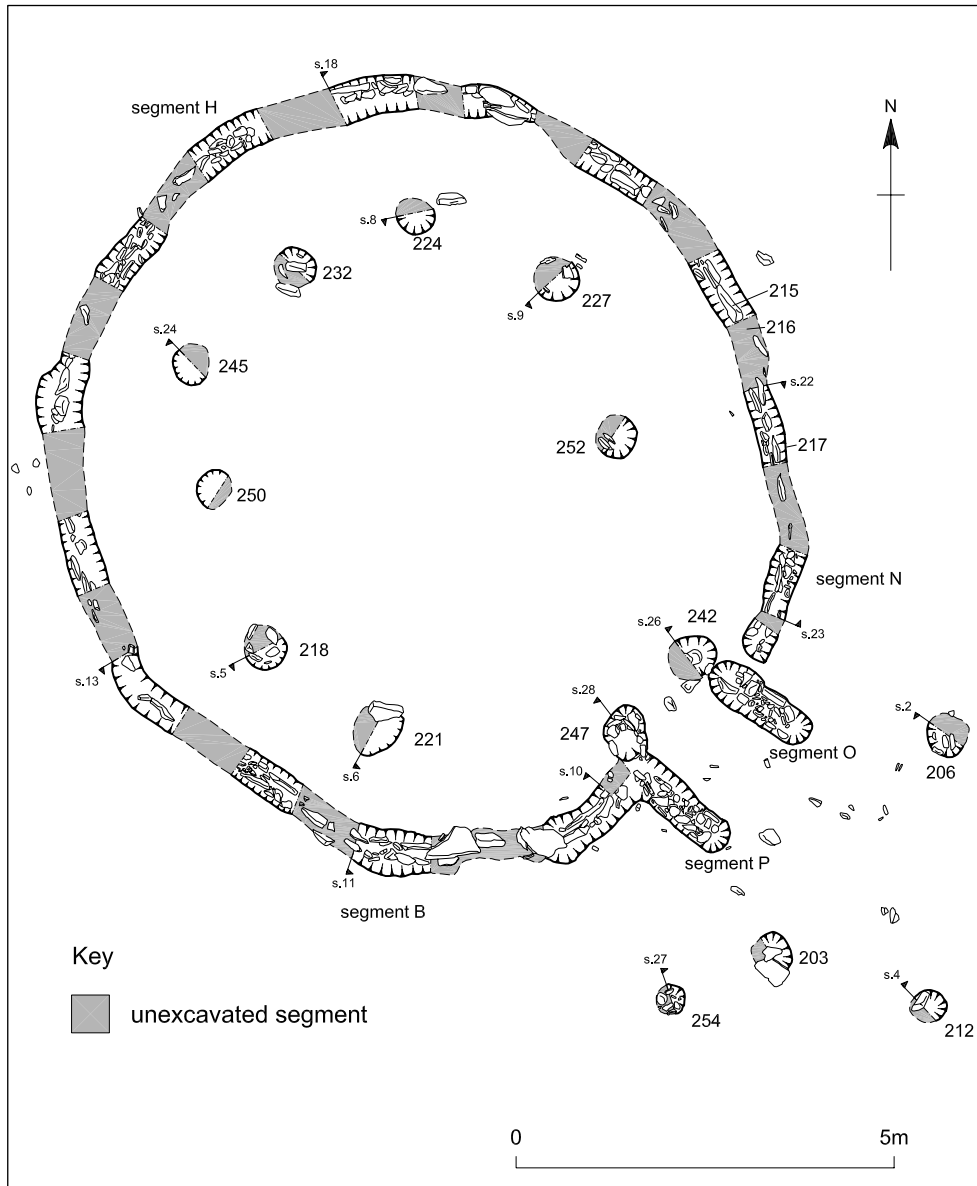 s.18
segment H
N
s.8
224
232
227
s.9
215
216
s.24
245
s.22
217
252
250
segment N
242
s.26
s.23
218
s.5
s.13
s.28
s.2
247
221
segment O
206
s.6
s.10
segment P
s.11
segment B
Key
203
s.27
s.4
unexcavated segment
254
212
0
5m